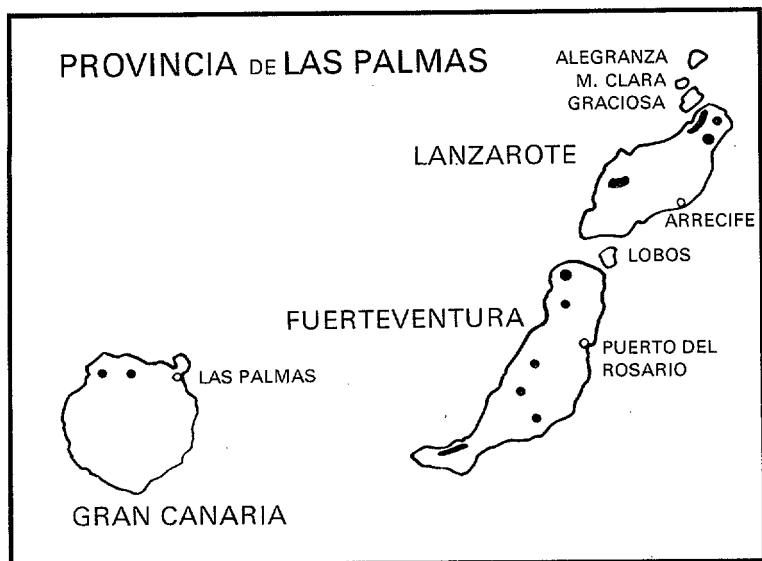 PROVINCIA DE LAS PALMAS
ALEGRANZA
M. CLARA
GRACIOSA
LANZAROTE
ARRECIFE
LOBOS
FUERTEVENTURA
PUERTO DEL
ROSARIO
LAS PALMAS
GRAN CANARIA